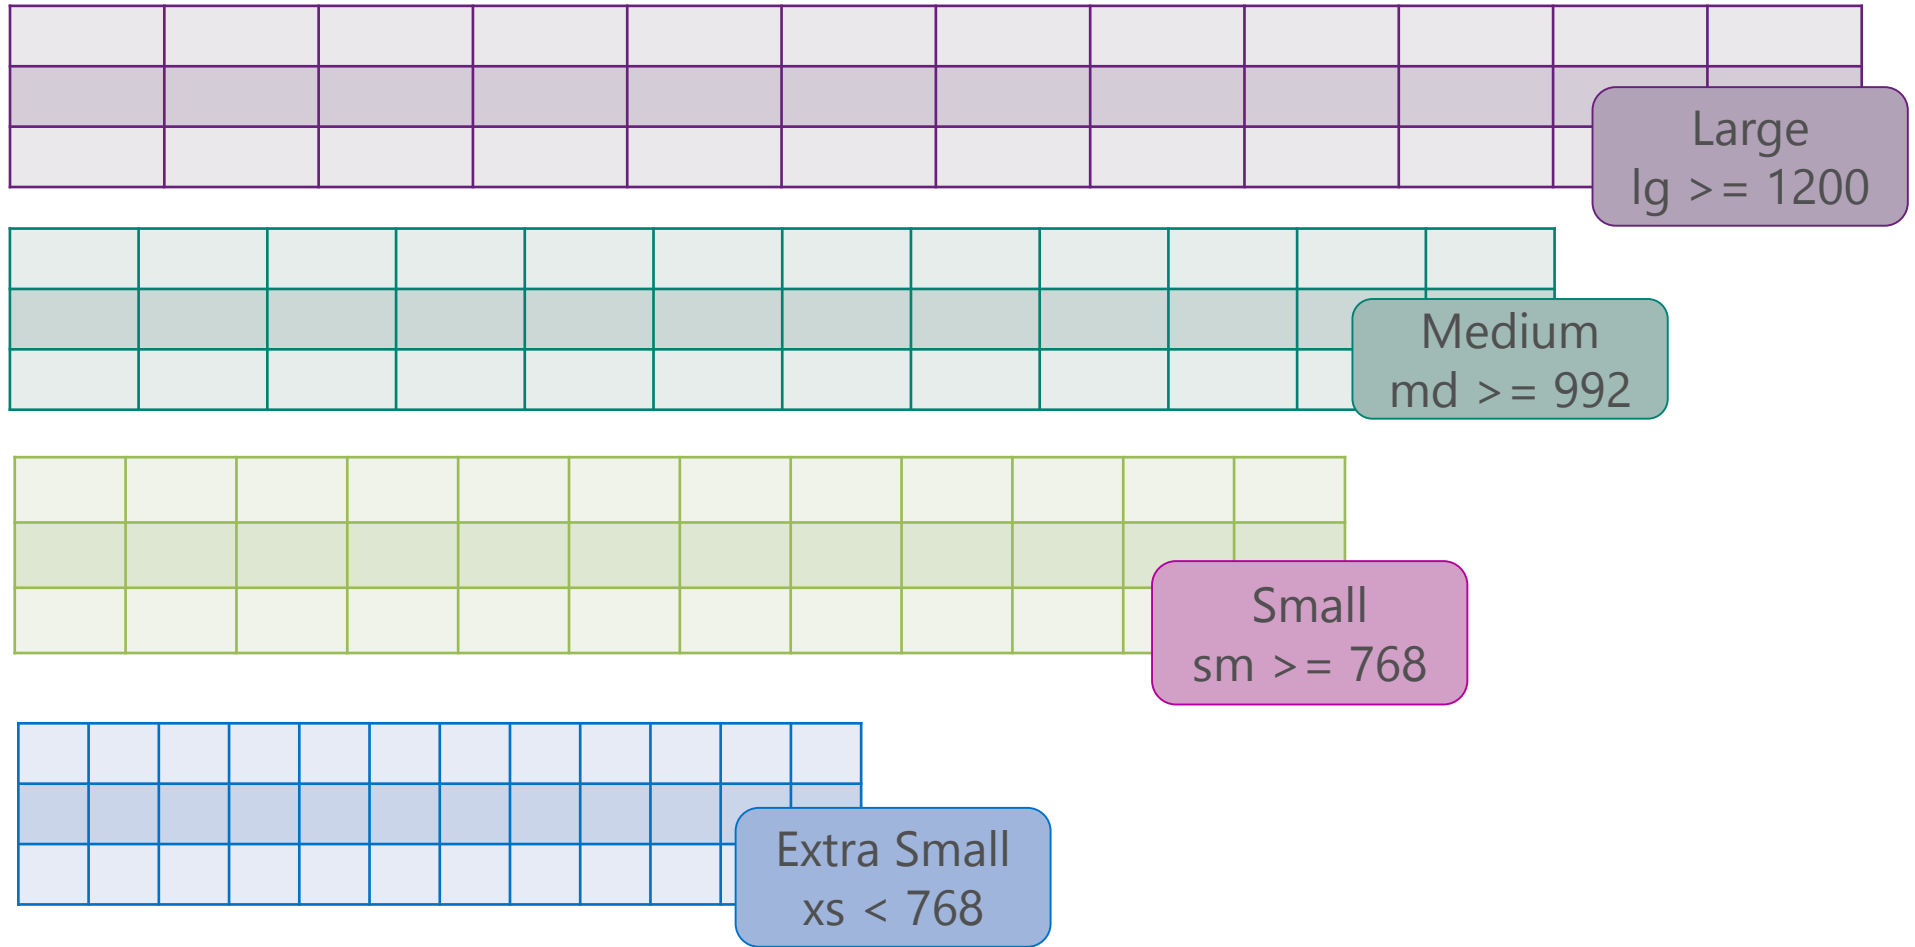 Large
lg >= 1200
Medium
md >= 992
Small
sm >= 768
Extra Small
xs < 768